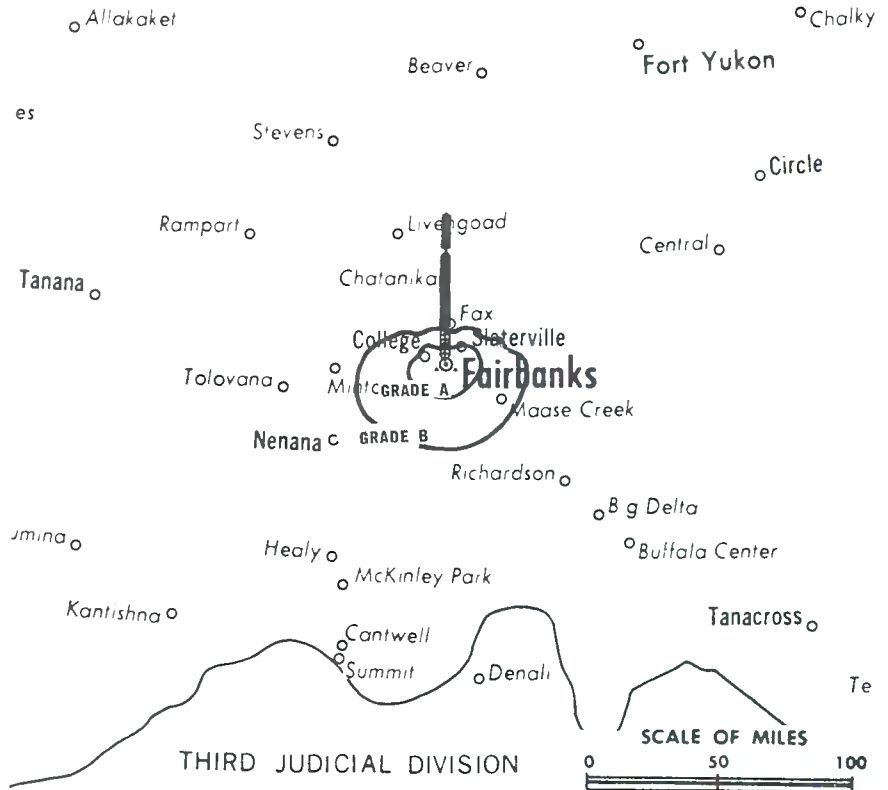 Allakaket
Chalky
Beaver
Fort Yukon
es
Stevens
Circle
Rampart
Livengoad
Central
Tanana
Chatanika
Fax
College
Slaterville
Fairbanks
Tolovana
GRADE A
Maase Creek
Nenana
GRADE B
Richardson
B g Delta
umina
Healy
Buffala Center
McKinley Park
Kantishna
Tanacross
Cantwell
Summit
Denali
Te
SCALE OF MILES
THIRD JUDICIAL DIVISION
0 50 100